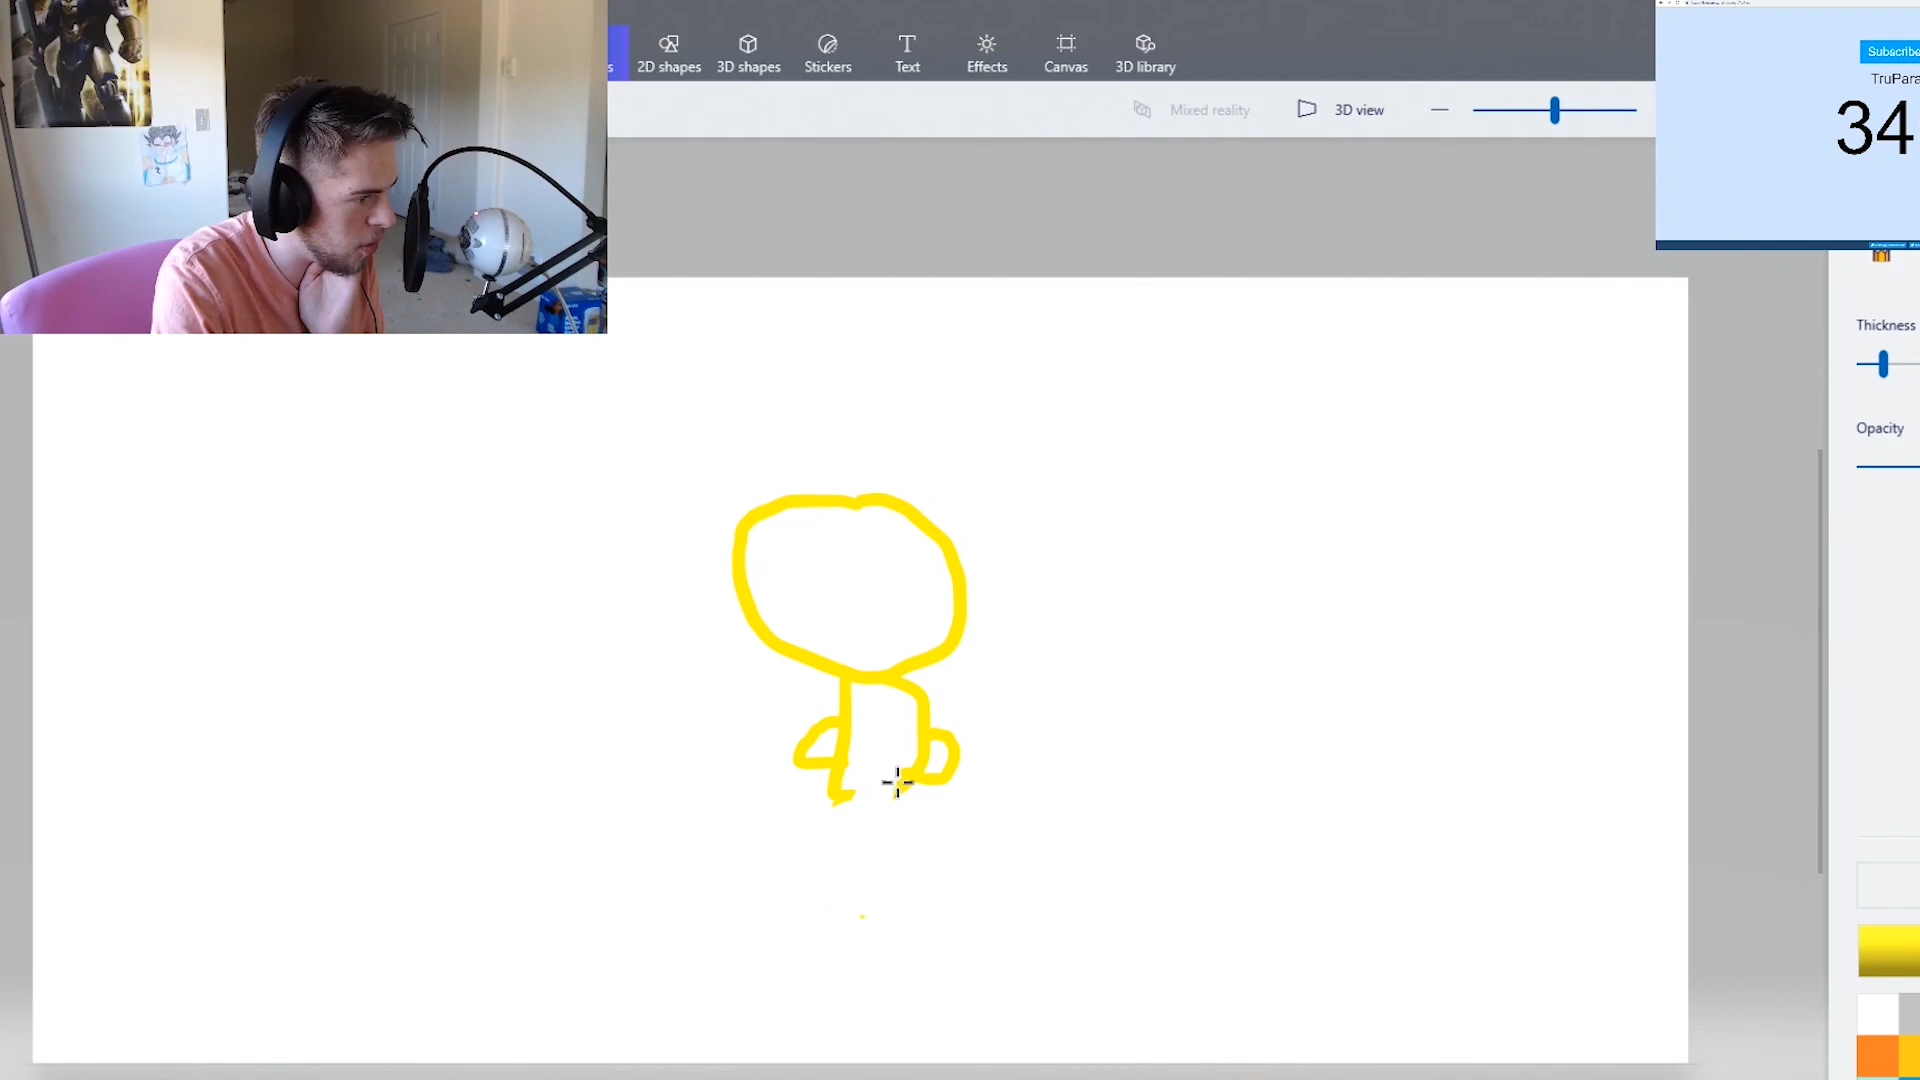 s
2D shapes
3D shapes
Stickers
Text
Effects
Canvas
3D library
Mixed reality
3D view
Subscribe
TruPara
34
Thickness
Opacity